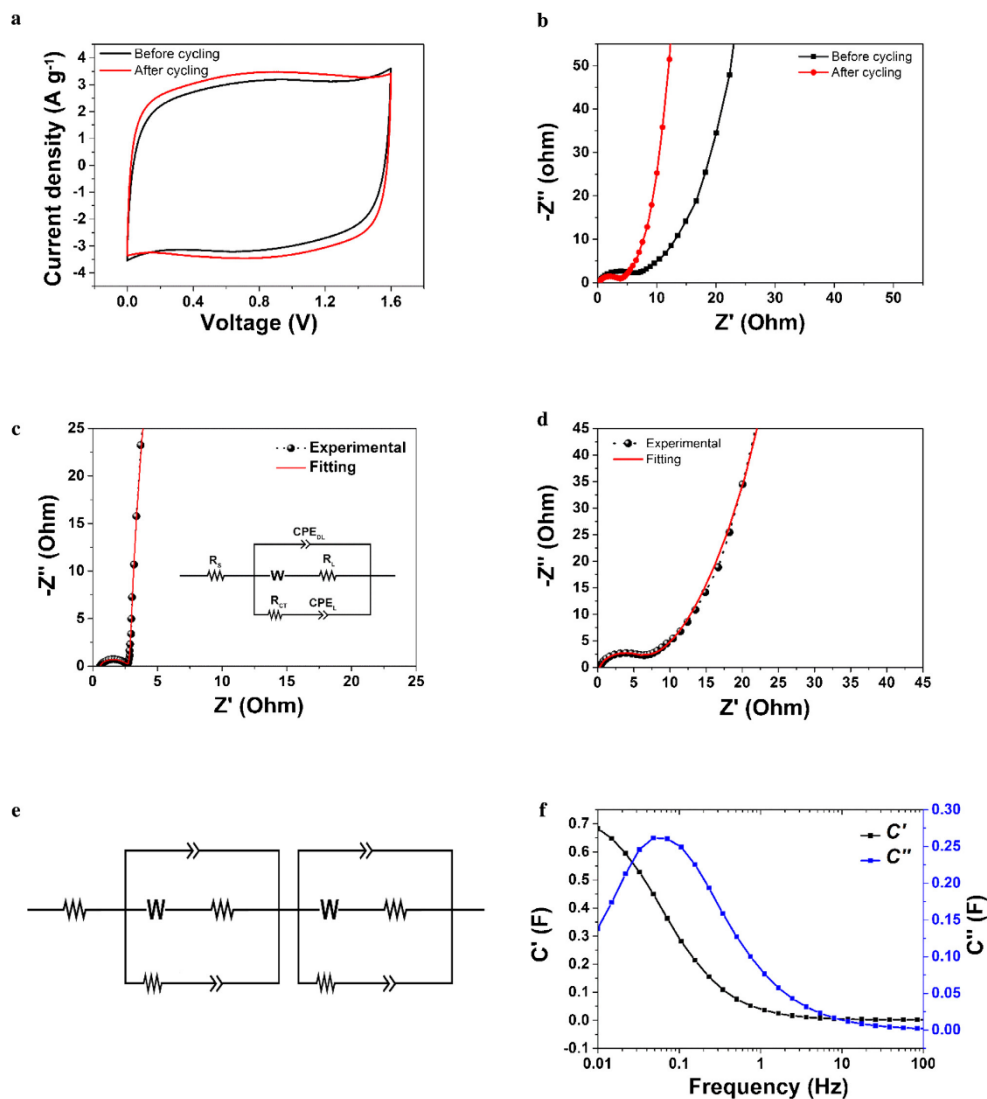 a
Before cycling
After cycling
Current density (A g⁻¹)
4
3
2
1
0
-1
-2
-3
-4
0.0 0.4 0.8 1.2 1.6
Voltage (V)
b
Before cycling
After cycling
-Z'' (ohm)
50
40
30
20
10
0
0 10 20 30 40 50
Z' (Ohm)
c
Experimental
Fitting
-Z'' (Ohm)
25
20
15
10
5
0
0 5 10 15 20 25
Z' (Ohm)
CPE_DL
R_S
W
R_L
R_CT
CPE_L
d
Experimental
Fitting
-Z'' (Ohm)
45
40
35
30
25
20
15
10
5
0
0 5 10 15 20 25 30 35 40 45
Z' (Ohm)
e
W W
f
C'
C''
C' (F)
0.7
0.6
0.5
0.4
0.3
0.2
0.1
0.0
-0.1
0.01 0.1 1 10 100
Frequency (Hz)
0.30
0.25
0.20
0.15
0.10
0.05
0.00
C'' (F)